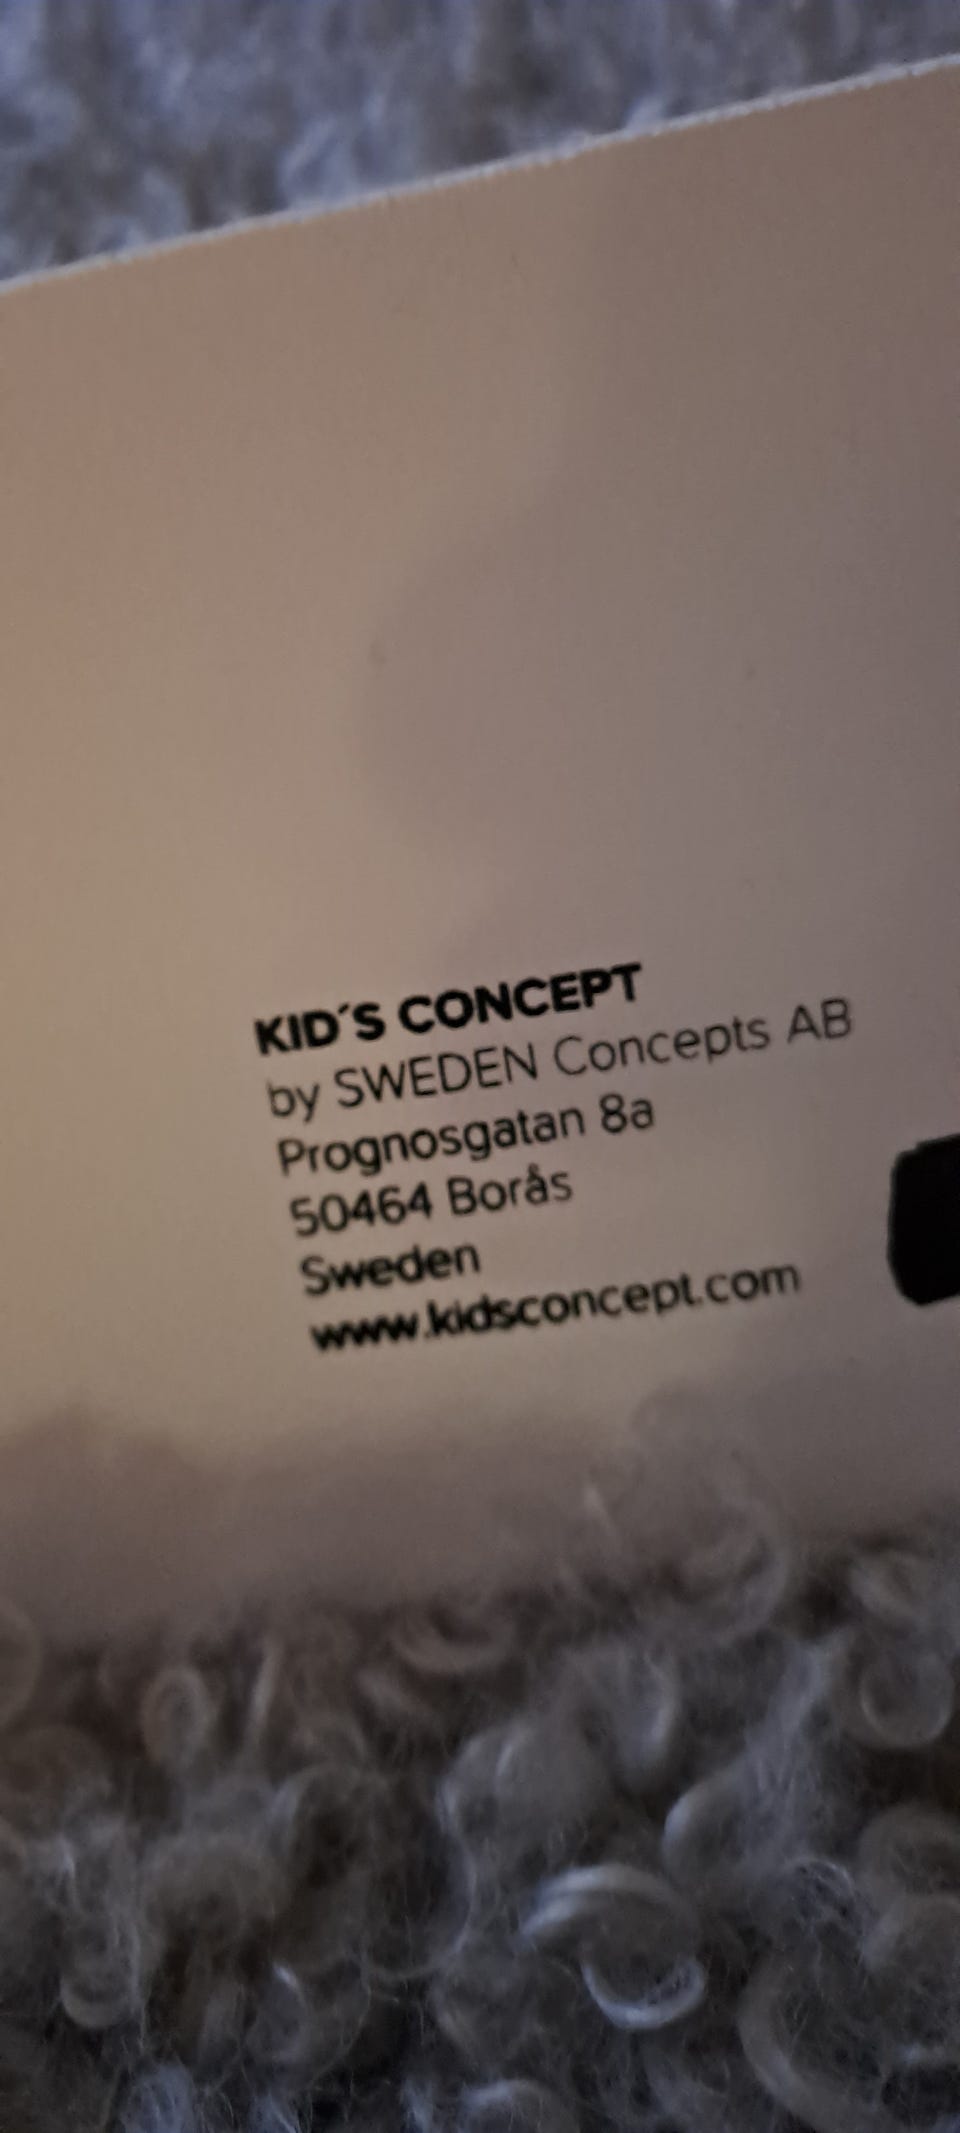 KID´S CONCEPT
by SWEDEN Concepts AB
Prognosgatan 8a
50464 Borås
Sweden
www.kidsconcept.com